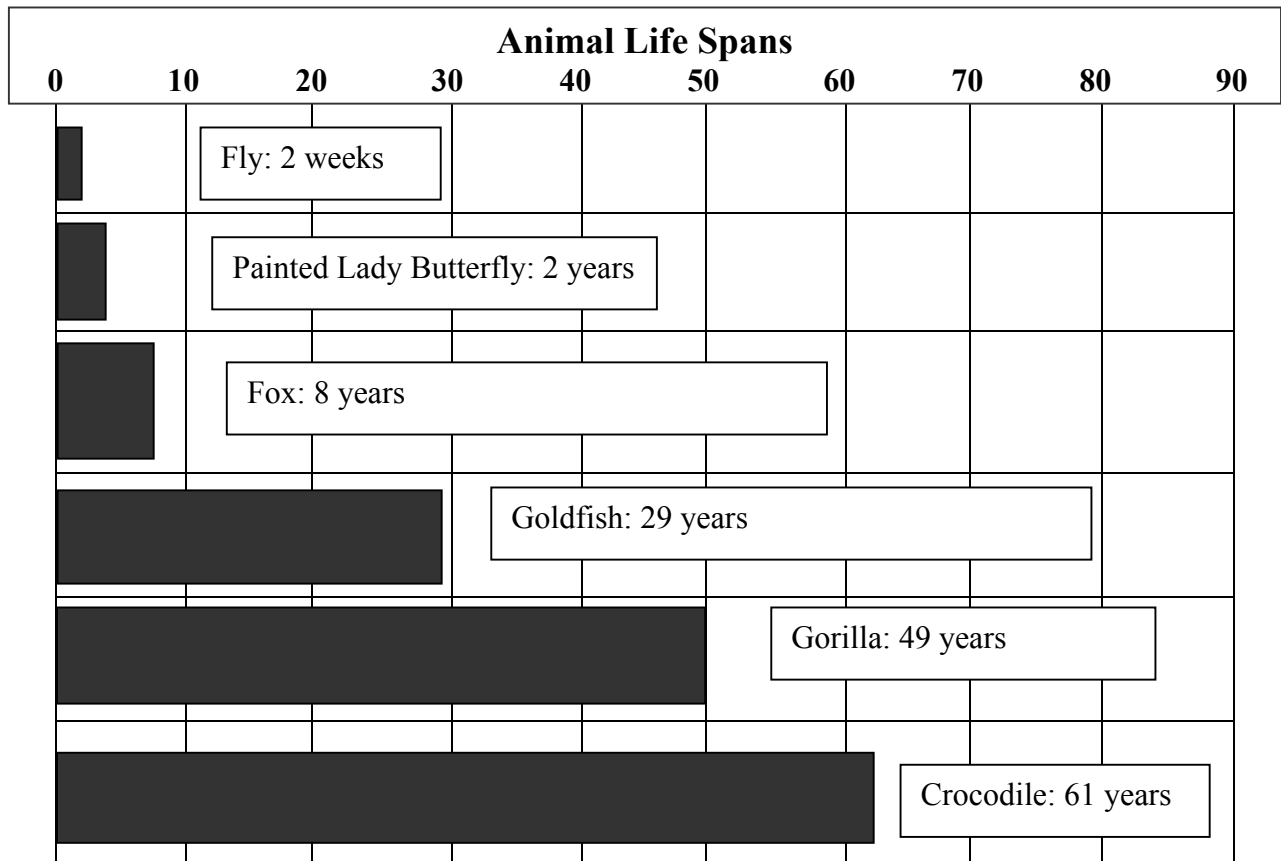 Animal Life Spans
0 10 20 30 40 50 60 70 80 90
Fly: 2 weeks
Painted Lady Butterfly: 2 years
Fox: 8 years
Goldfish: 29 years
Gorilla: 49 years
Crocodile: 61 years